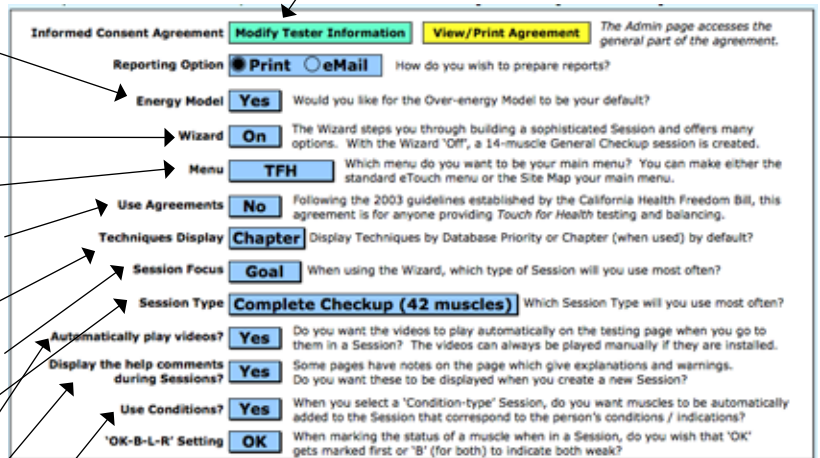 Informed Consent Agreement Modify Tester Information View/Print Agreement The Admin page accesses the
general part of the agreement.
Reporting Option Print eMail How do you wish to prepare reports?
Energy Model Yes Would you like for the Over-energy Model to be your default?
Wizard On The Wizard steps you through building a sophisticated Session and offers many
options. With the Wizard 'Off', a 14-muscle General Checkup session is created.
Menu TFH Which menu do you want to be your main menu? You can make either the
standard eTouch menu or the Site Map your main menu.
Use Agreements No Following the 2003 guidelines established by the California Health Freedom Bill, this
agreement is for anyone providing Touch for Health testing and balancing.
Techniques Display Chapter Display Techniques by Database Priority or Chapter (when used) by default?
Session Focus Goal When using the Wizard, which type of Session will you use most often?
Session Type Complete Checkup (42 muscles) Which Session Type will you use most often?
Automatically play videos? Yes Do you want the videos to play automatically on the testing page when you go to
them in a Session? The videos can always be played manually if they are installed.
Display the help comments
during Sessions? Yes Some pages have notes on the page which give explanations and warnings.
Do you want these to be displayed when you create a new Session?
Use Conditions? Yes When you select a 'Condition-type' Session, do you want muscles to be automatically
added to the Session that correspond to the person's conditions / indications?
'OK-B-L-R' Setting OK When marking the status of a muscle when in a Session, do you wish that 'OK'
gets marked first or 'B' (for both) to indicate both weak?